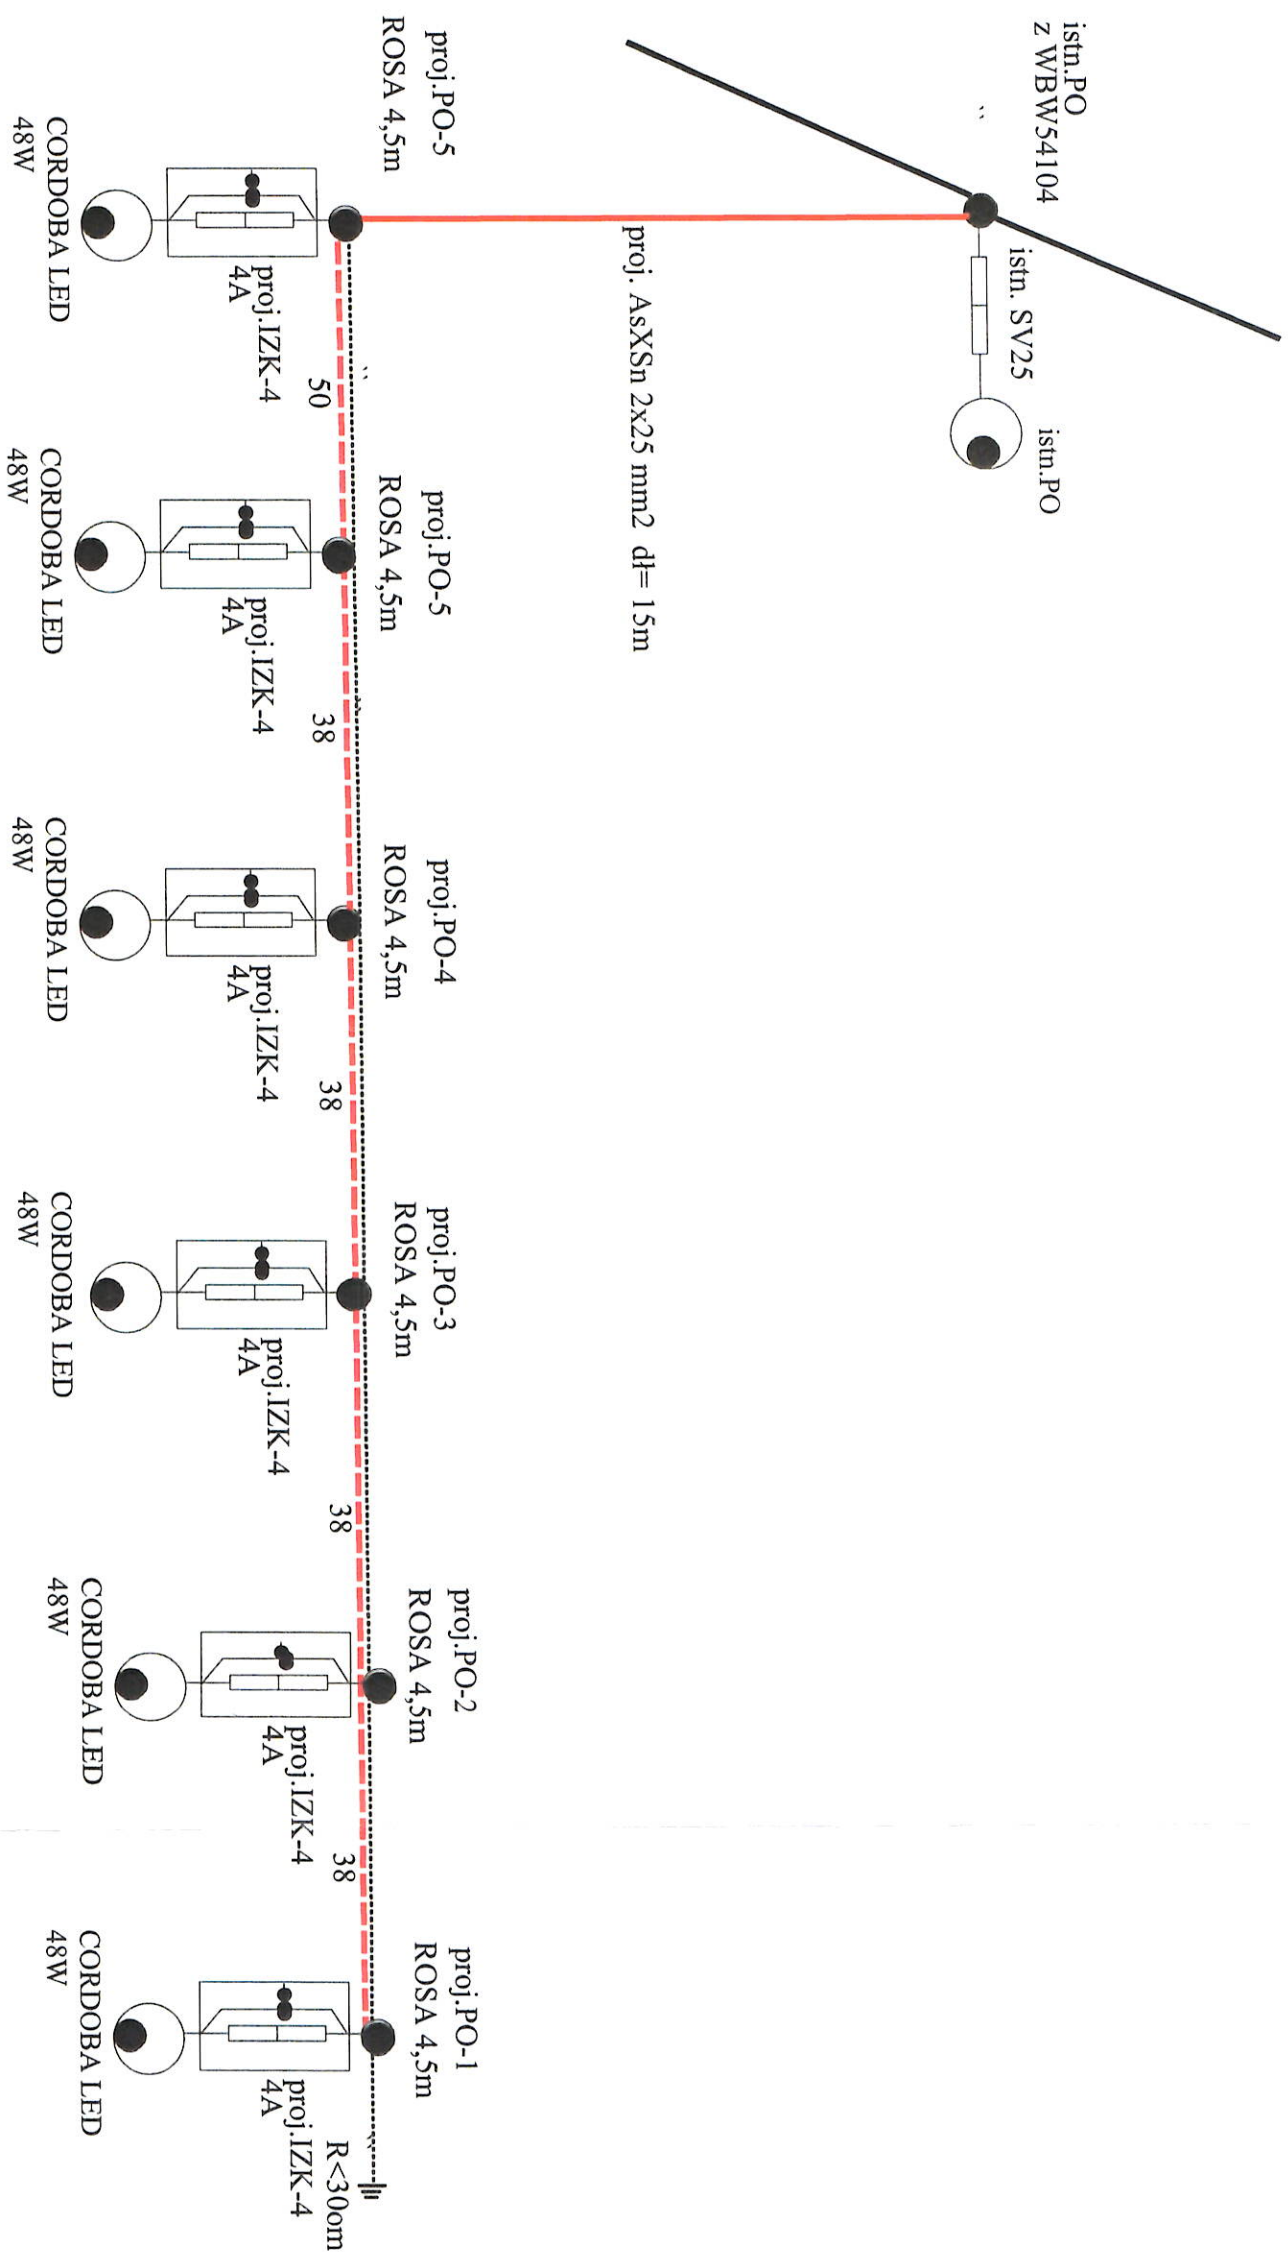 istn.PO
z WBW54104
istn. SV25
istn.PO
proj. AsXSn 2x25 mm2 dł= 15m
proj.PO-5
ROSA 4,5m
proj.IZK-4
4A
CORDOBA LED
48W
50
proj.PO-5
ROSA 4,5m
proj.IZK-4
4A
CORDOBA LED
48W
38
proj.PO-4
ROSA 4,5m
proj.IZK-4
4A
CORDOBA LED
48W
38
proj.PO-3
ROSA 4,5m
proj.IZK-4
4A
CORDOBA LED
48W
38
proj.PO-2
ROSA 4,5m
proj.IZK-4
4A
CORDOBA LED
48W
38
proj.PO-1
ROSA 4,5m
proj.IZK-4
4A
CORDOBA LED
48W
R<30om